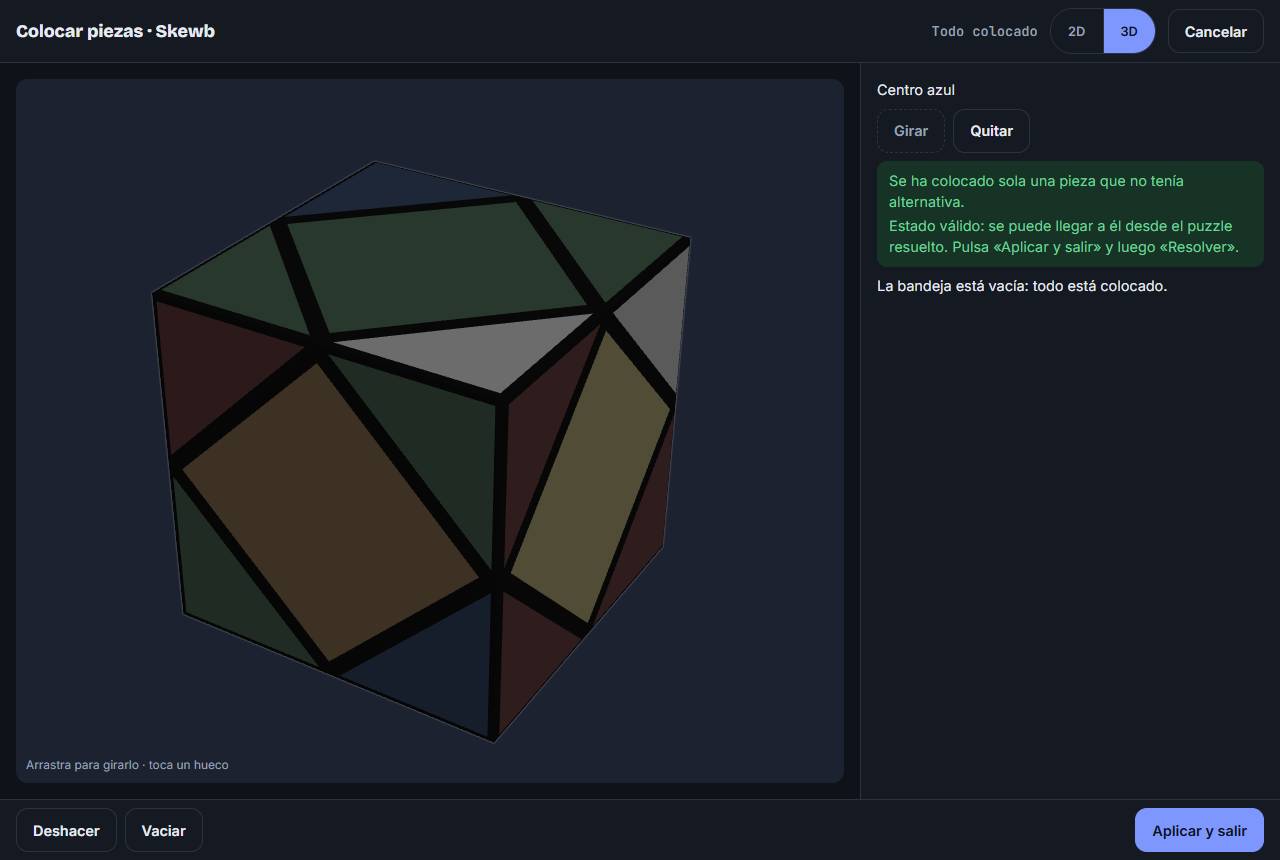 Colocar piezas · Skewb
Todo colocado
2D
3D
Cancelar
Centro azul
Girar
Quitar
Se ha colocado sola una pieza que no tenía
alternativa.
Estado válido: se puede llegar a él desde el puzzle
resuelto. Pulsa «Aplicar y salir» y luego «Resolver».
La bandeja está vacía: todo está colocado.
Arrastra para girarlo · toca un hueco
Deshacer
Vaciar
Aplicar y salir